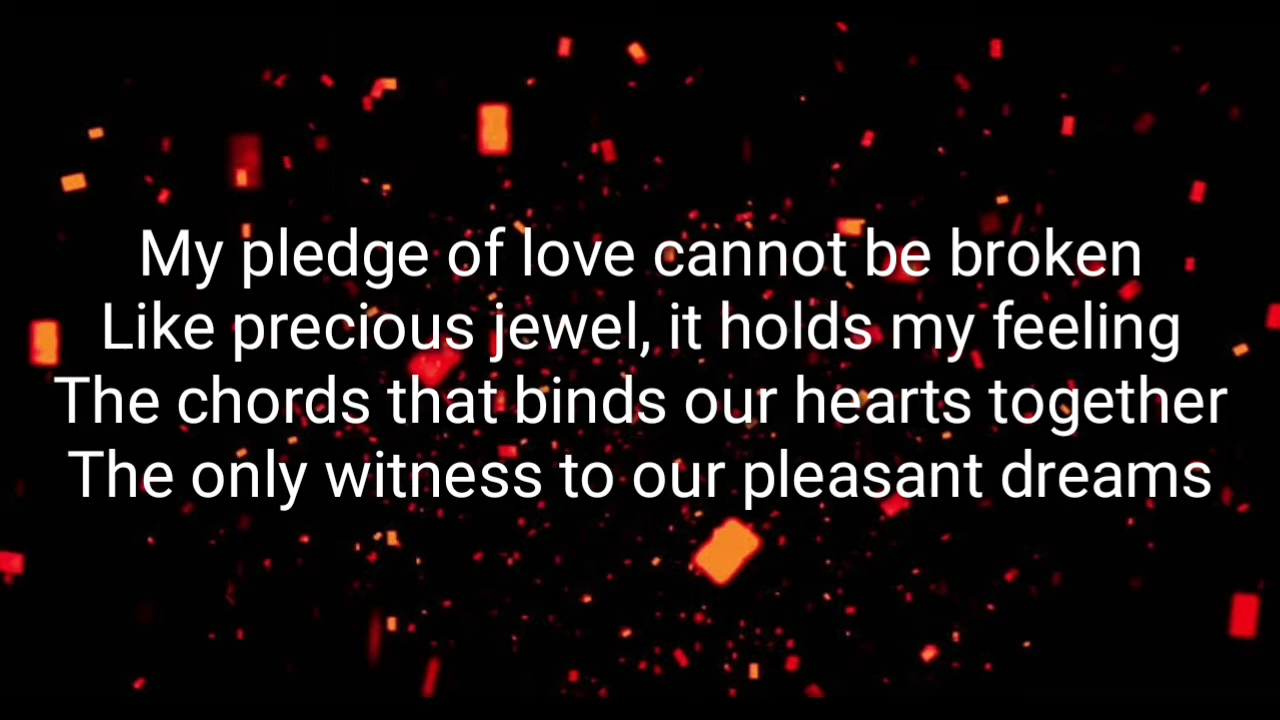 My pledge of love cannot be broken
Like precious jewel, it holds my feeling
The chords that binds our hearts together
The only witness to our pleasant dreams